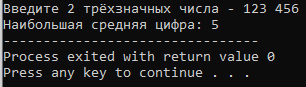 Введите 2 трёхзначных числа - 123 456
Наибольшая средняя цифра: 5
--------------------------------
Process exited with return value 0
Press any key to continue . . .